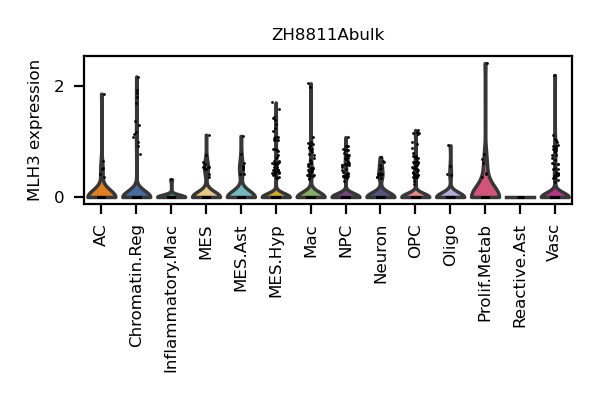 ZH8811Abulk
MLH3 expression
2
0
AC
Chromatin.Reg
Inflammatory.Mac
MES
MES.Ast
MES.Hyp
Mac
NPC
Neuron
OPC
Oligo
Prolif.Metab
Reactive.Ast
Vasc